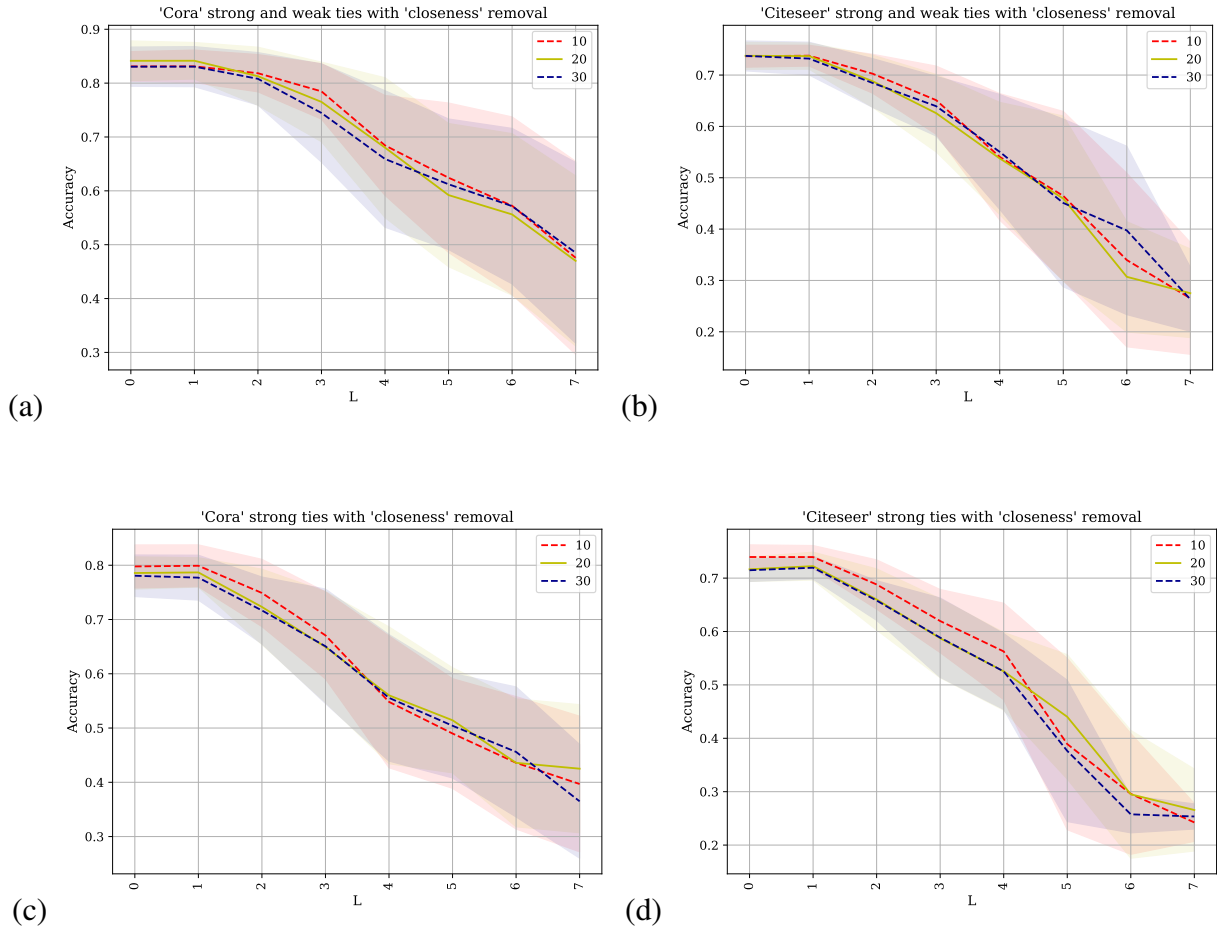 'Cora' strong and weak ties with 'closeness' removal
0.9
0.8
0.7
0.6
0.5
0.4
0.3
Accuracy
10
20
30
0 1 2 3 4 5 6 7
L
(a)
'Citeseer' strong and weak ties with 'closeness' removal
0.7
0.6
0.5
0.4
0.3
0.2
Accuracy
10
20
30
0 1 2 3 4 5 6 7
L
(b)
'Cora' strong ties with 'closeness' removal
0.8
0.7
0.6
0.5
0.4
0.3
Accuracy
10
20
30
0 1 2 3 4 5 6 7
L
(c)
'Citeseer' strong ties with 'closeness' removal
0.7
0.6
0.5
0.4
0.3
0.2
Accuracy
10
20
30
0 1 2 3 4 5 6 7
L
(d)